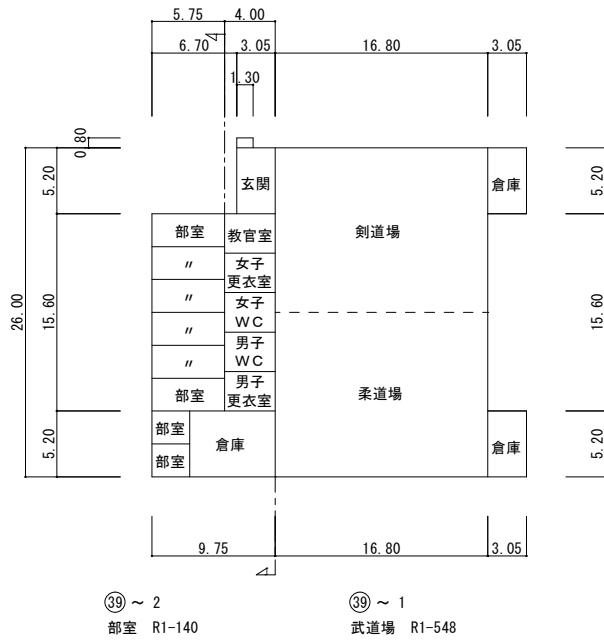 5.75 4.00
6.70 3.05 16.80 3.05
1.30
0.80
5.20
15.60
5.20
26.00
5.20
15.60
5.20
玄関
倉庫
部室 教官室
剣道場
〃
女子
更衣室
〃
女子
WC
〃
男子
WC
〃
男子
更衣室
部室
柔道場
部室
倉庫
倉庫
部室
9.75 16.80 3.05
㊴ ~ 2
部室 R1-140
㊴ ~ 1
武道場 R1-548